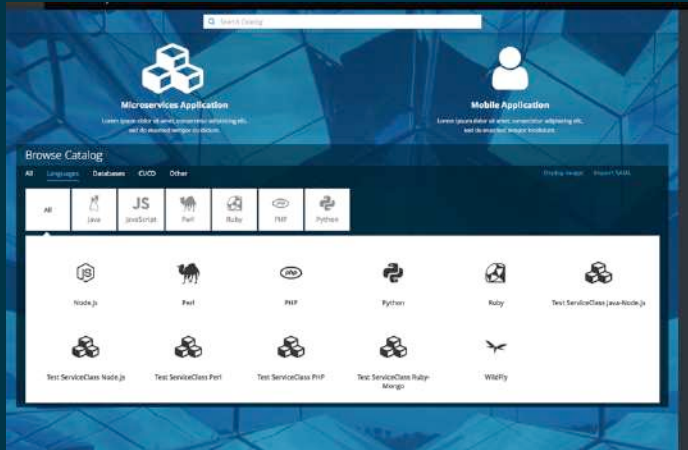 Search Catalog
Microservices Application
Lorem ipsum dolor sit amet, consectetur adipiscing elit,
sed do eiusmod tempor incididunt.
Mobile Application
Lorem ipsum dolor sit amet, consectetur adipiscing elit,
sed do eiusmod tempor incididunt.
Browse Catalog
All Languages Databases CI/CD Other
Deploy Image Import YAML
All Java JavaScript Perl Ruby PHP Python
JS
php
JS
php
Node.js Perl PHP Python Ruby Test ServiceClass Java-Node.js
Test ServiceClass Node.js Test ServiceClass Perl Test ServiceClass PHP Test ServiceClass Ruby-
Mongo
WildFly